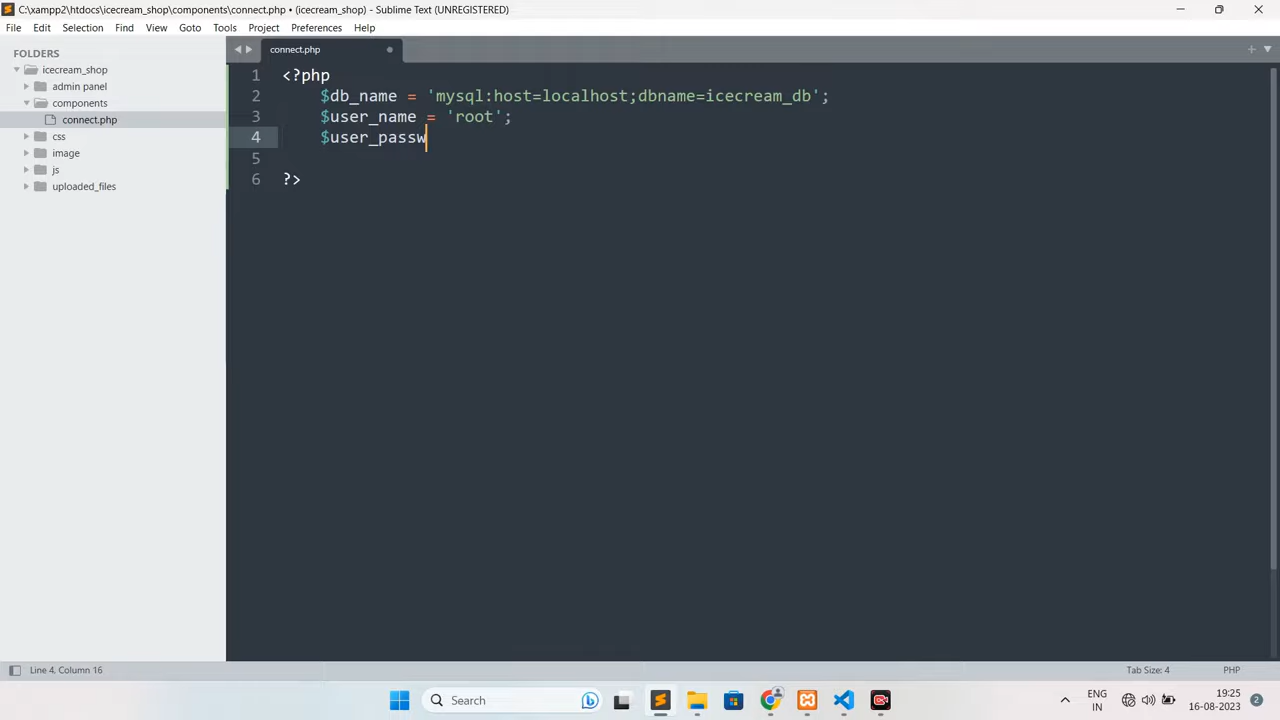 C:\xampp2\htdocs\icecream_shop\components\connect.php • (icecream_shop) - Sublime Text (UNREGISTERED)
File Edit Selection Find View Goto Tools Project Preferences Help
FOLDERS
icecream_shop
admin panel
components
connect.php
css
image
js
uploaded_files
connect.php
1 <?php
2 $db_name = 'mysql:host=localhost;dbname=icecream_db';
3 $user_name = 'root';
4 $user_passw
5
6 ?>
Line 4, Column 16
Tab Size: 4 PHP
Search
ENG
IN
19:25
16-08-2023
2